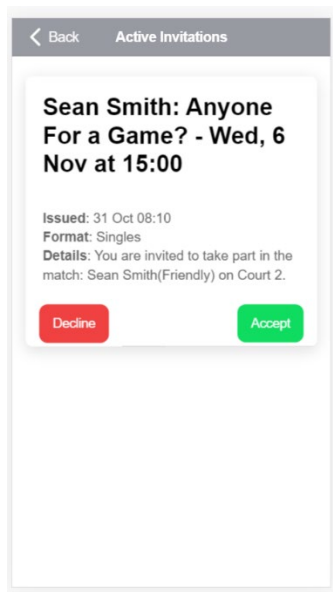 Back Active Invitations
Sean Smith: Anyone
For a Game? - Wed, 6
Nov at 15:00
Issued: 31 Oct 08:10
Format: Singles
Details: You are invited to take part in the
match: Sean Smith(Friendly) on Court 2.
Decline Accept